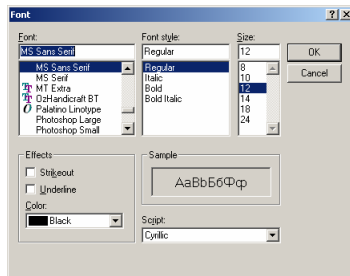 Font
Font:
MS Sans Serif
MS Sans Serif
MS Serif
MT Extra
OzHandicraft BT
Palatino Linotype
Photoshop Large
Photoshop Small
Font style:
Regular
Regular
Italic
Bold
Bold Italic
Size:
12
8
10
12
14
18
24
OK
Cancel
Effects
Strikeout
Underline
Color:
Black
Sample
АаВbБбФф
Script:
Cyrillic